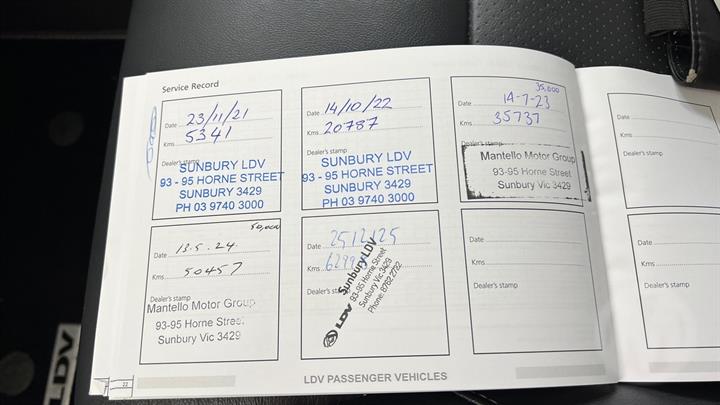 Service Record
Date 23/11/21
Kms 5341
Dealer's stamp
SUNBURY LDV
93 - 95 HORNE STREET
SUNBURY 3429
PH 03 9740 3000
Date 14/10/22
Kms 20787
Dealer's stamp
SUNBURY LDV
93 - 95 HORNE STREET
SUNBURY 3429
PH 03 9740 3000
35,000
Date 14-7-23
Kms 35737
Dealer's stamp
Mantello Motor Group
93-95 Horne Street
Sunbury Vic 3429
50,000
Date 13.5.24.
Kms 50457
Dealer's stamp
Mantello Motor Group
93-95 Horne Street
Sunbury Vic 3429
Date
Kms
Dealer's stamp
LDV Sunbury LDV
93-95 Horne Street
Sunbury Vic 3429
Phone: 8762 2722
Date
Kms
Dealer's stamp
Date
Kms
Dealer's stamp
Date
Kms
Dealer's stamp
22
LDV PASSENGER VEHICLES
LDV